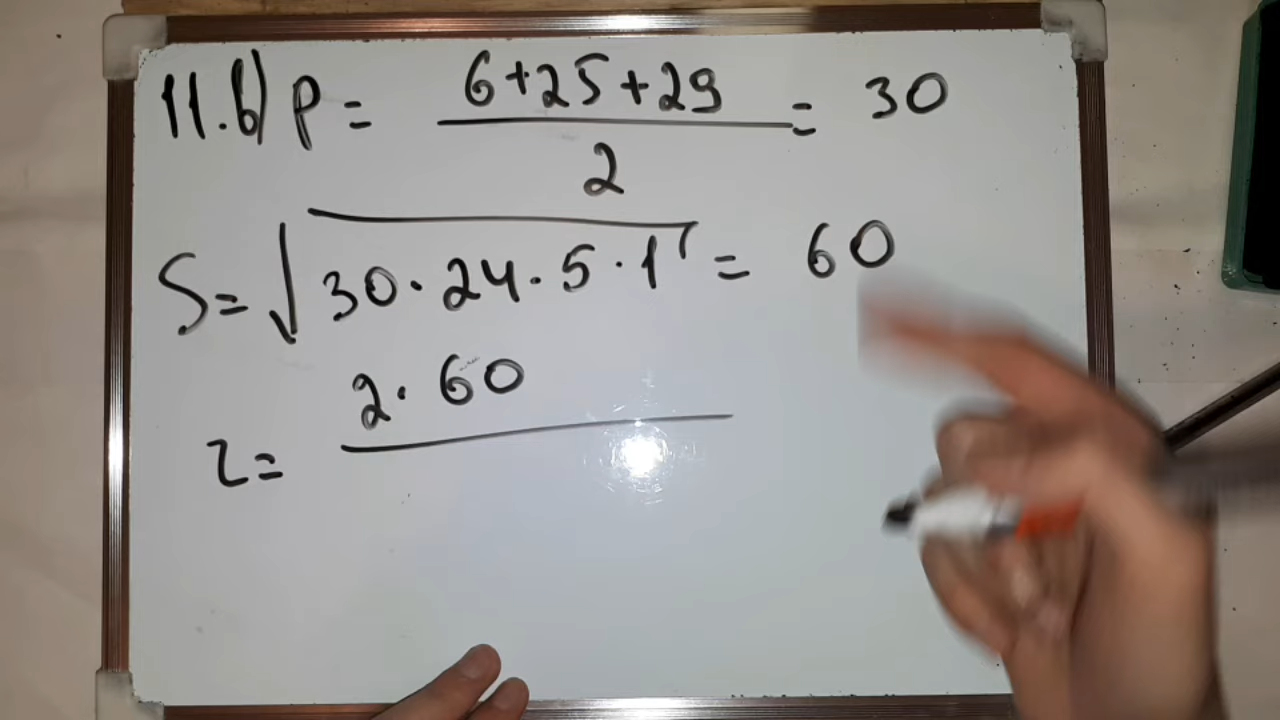 11.b) p = 6+25+29 / 2 = 30
S = √30·24·5·1 = 60
r = 2·60 /